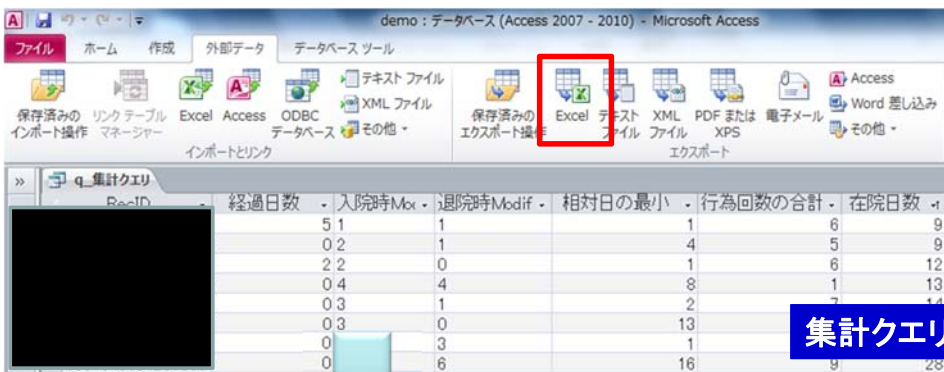 demo : データベース (Access 2007 - 2010) - Microsoft Access
ファイル ホーム 作成 外部データ データベース ツール
保存済みの インポート操作
リンク テーブル マネージャー
Excel
Access
ODBC データベース
テキスト ファイル
XML ファイル
その他
インポートとリンク
保存済みの エクスポート操作
Excel
テキスト ファイル
XML ファイル
PDF または XPS
電子メール
Access
Word 差し込み
その他
エクスポート
q_集計クエリ
RecID 経過日数 入院時Mo 退院時Modif 相対日の最小 行為回数の合計 在院日数
5 1 1 1 6 9
0 2 1 4 5 9
2 2 0 1 6 12
0 4 4 8 1 13
0 3 1 2 7 14
0 3 0 13
0 3 1
0 6 16 9 28
集計クエリ